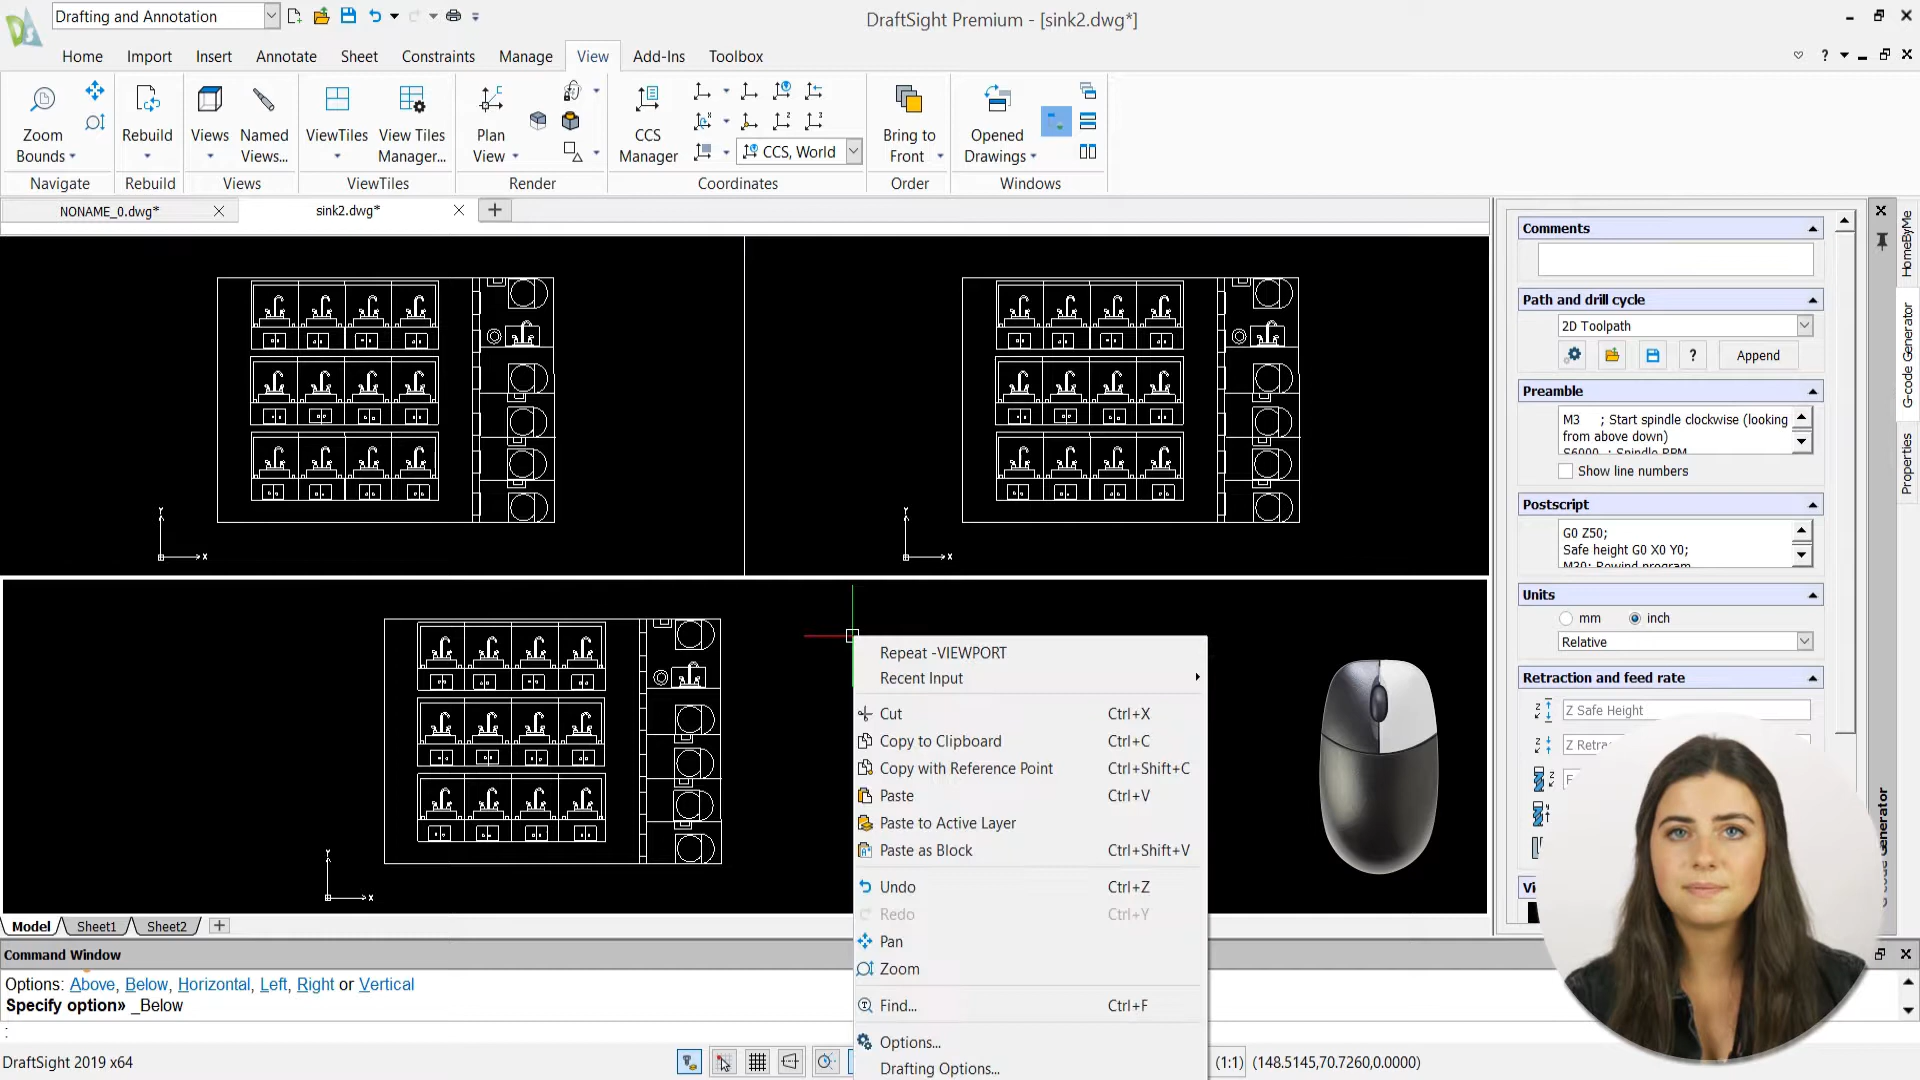 Drafting and Annotation
DraftSight Premium - [sink2.dwg*]
Home
Import
Insert
Annotate
Sheet
Constraints
Manage
View
Add-Ins
Toolbox
?
Zoom
Bounds
Rebuild
Views
Named
Views...
ViewTiles
View Tiles
Manager...
Plan
View
CCS
Manager
CCS, World
Bring to
Front
Opened
Drawings
Navigate
Rebuild
Views
ViewTiles
Render
Coordinates
Order
Windows
NONAME_0.dwg*
sink2.dwg*
Y
X
Y
X
Y
X
Repeat -VIEWPORT
Recent Input
Cut Ctrl+X
Copy to Clipboard Ctrl+C
Copy with Reference Point Ctrl+Shift+C
Paste Ctrl+V
Paste to Active Layer
Paste as Block Ctrl+Shift+V
Undo Ctrl+Z
Redo Ctrl+Y
Pan
Zoom
Find... Ctrl+F
Options...
Drafting Options...
Comments
Path and drill cycle
2D Toolpath
?
Append
Preamble
M3 ; Start spindle clockwise (looking
from above down)
S6000 ; Spindle RPM
Show line numbers
Postscript
G0 Z50;
Safe height G0 X0 Y0;
M30; Rewind program
Units
mm
inch
Relative
Retraction and feed rate
Z Safe Height
Z Retra
F
Vi
HomeByMe
G-code Generator
Properties
Model
Sheet1
Sheet2
Command Window
Options: Above, Below, Horizontal, Left, Right or Vertical
Specify option» _Below
:
DraftSight 2019 x64
(1:1)
(148.5145,70.7260,0.0000)